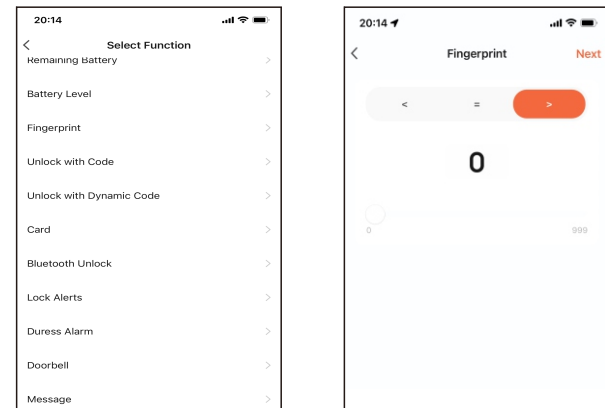 20:14
Select Function
Remaining Battery
Battery Level
Fingerprint
Unlock with Code
Unlock with Dynamic Code
Card
Bluetooth Unlock
Lock Alerts
Duress Alarm
Doorbell
Message
20:14
Fingerprint Next
< = >
0
0 999